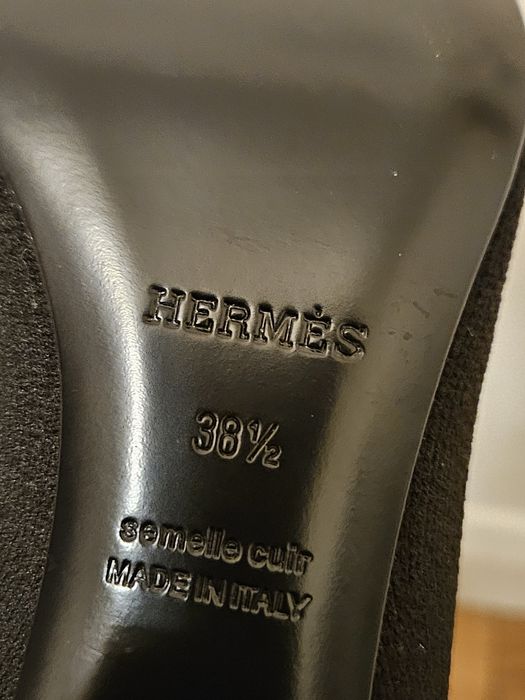 HERMÈS
38½
semelle cuir
MADE IN ITALY